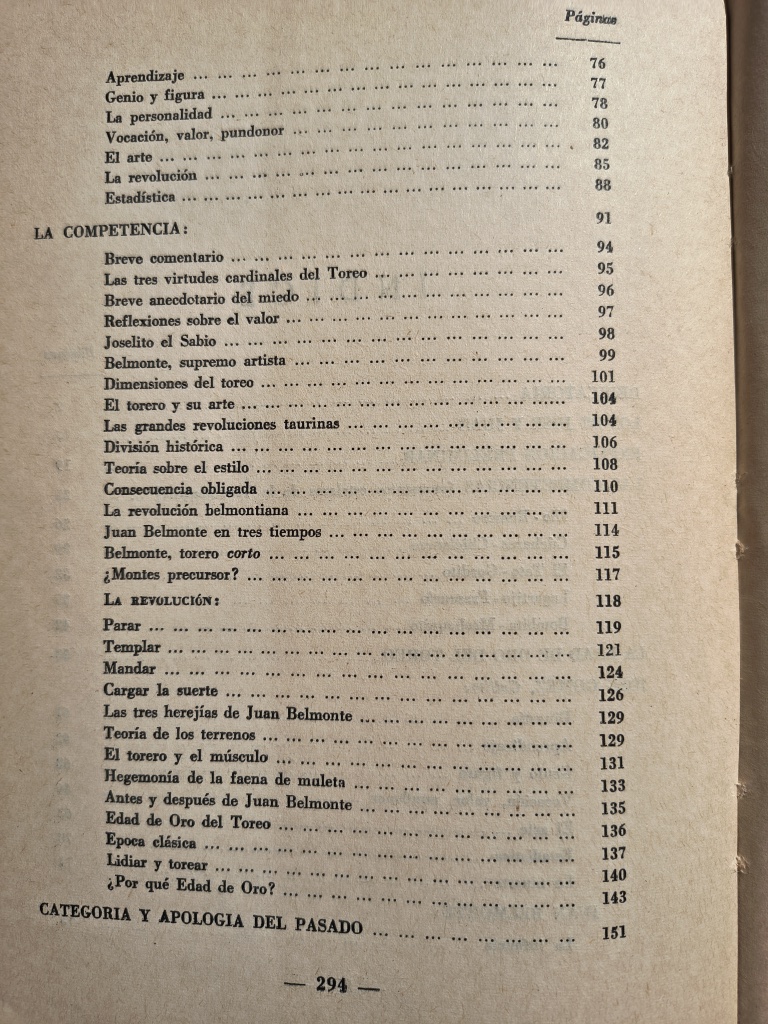 Páginas
Aprendizaje ... ... ... ... ... ... ... ... ... ... ... ... ... ... ... ... 76
Genio y figura ... ... ... ... ... ... ... ... ... ... ... ... ... ... ... 77
La personalidad ... ... ... ... ... ... ... ... ... ... ... ... ... ... ... 78
Vocación, valor, pundonor ... ... ... ... ... ... ... ... ... ... ... 80
El arte ... ... ... ... ... ... ... ... ... ... ... ... ... ... ... ... ... 82
La revolución ... ... ... ... ... ... ... ... ... ... ... ... ... ... ... 85
Estadística ... ... ... ... ... ... ... ... ... ... ... ... ... ... ... ... 88
LA COMPETENCIA: 91
Breve comentario ... ... ... ... ... ... ... ... ... ... ... ... ... ... 94
Las tres virtudes cardinales del Toreo ... ... ... ... ... ... ... ... 95
Breve anecdotario del miedo ... ... ... ... ... ... ... ... ... ... ... 96
Reflexiones sobre el valor ... ... ... ... ... ... ... ... ... ... ... ... 97
Joselito el Sabio ... ... ... ... ... ... ... ... ... ... ... ... ... ... 98
Belmonte, supremo artista ... ... ... ... ... ... ... ... ... ... ... ... 99
Dimensiones del toreo ... ... ... ... ... ... ... ... ... ... ... ... ... 101
El torero y su arte ... ... ... ... ... ... ... ... ... ... ... ... ...... 104
Las grandes revoluciones taurinas ... ... ... ... ... ... ... ... ... 104
División histórica ... ... ... ... ... ... ... ... ... ... ... ... ... ... 106
Teoría sobre el estilo ... ... ... ... ... ... ... ... ... ... ... ... ... 108
Consecuencia obligada ... ... ... ... ... ... ... ... ... ... ... ... ... 110
La revolución belmontiana ... ... ... ... ... ... ... ... ... ... ... 111
Juan Belmonte en tres tiempos ... ... ... ... ... ... ... ... ... ... 114
Belmonte, torero corto ... ... ... ... ... ... ... ... ... ... ... ... ... 115
¿Montes precursor? ... ... ... ... ... ... ... ... ... ... ... ... ... ... 117
LA REVOLUCIÓN: 118
Parar ... ... ... ... ... ... ... ... ... ... ... ... ... ... ... ... ... 119
Templar ... ... ... ... ... ... ... ... ... ... ... ... ... ... ... ... ... 121
Mandar ... ... ... ... ... ... ... ... ... ... ... ... ... ... ... ... ... 124
Cargar la suerte ... ... ... ... ... ... ... ... ... ... ... ... ... ... 126
Las tres herejías de Juan Belmonte ... ... ... ... ... ... ... ... ... 129
Teoría de los terrenos ... ... ... ... ... ... ... ... ... ... ... ... ... 129
El torero y el músculo ... ... ... ... ... ... ... ... ... ... ... ... ... 131
Hegemonía de la faena de muleta ... ... ... ... ... ... ... ... ... 133
Antes y después de Juan Belmonte ... ... ... ... ... ... ... ... ... 135
Edad de Oro del Toreo ... ... ... ... ... ... ... ... ... ... ... ... 136
Epoca clásica ... ... ... ... ... ... ... ... ... ... ... ... ... ... ... 137
Lidiar y torear ... ... ... ... ... ... ... ... ... ... ... ... ... ... ... 140
¿Por qué Edad de Oro? ... ... ... ... ... ... ... ... ... ... ... ... 143
CATEGORIA Y APOLOGIA DEL PASADO ... ... ... ... ... ... ... ... 151
— 294 —